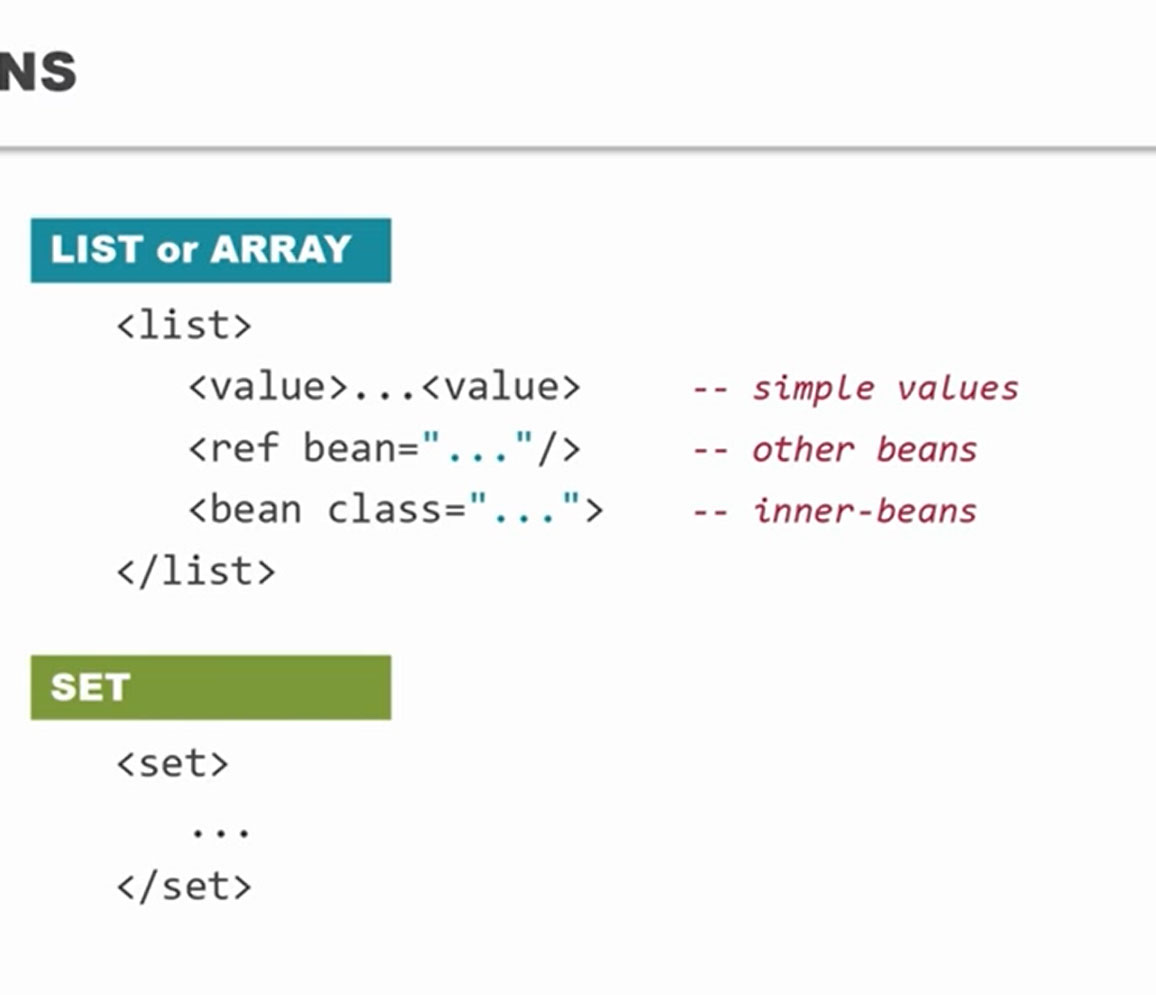 NS
LIST or ARRAY
<list>
<value>...<value> -- simple values
<ref bean="..."/> -- other beans
<bean class="..."> -- inner-beans
</list>
SET
<set>
...
</set>